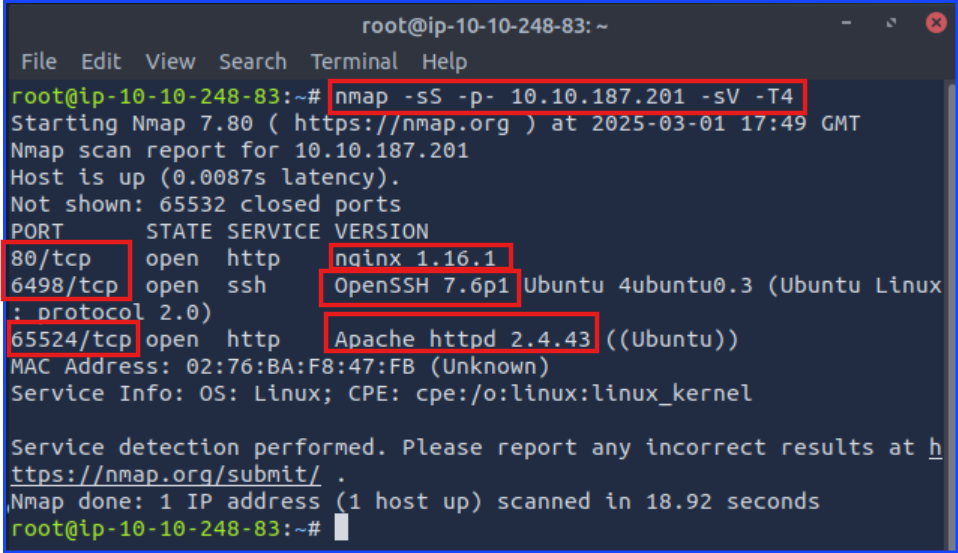 root@ip-10-10-248-83: ~
File Edit View Search Terminal Help
root@ip-10-10-248-83:~# nmap -sS -p- 10.10.187.201 -sV -T4
Starting Nmap 7.80 ( https://nmap.org ) at 2025-03-01 17:49 GMT
Nmap scan report for 10.10.187.201
Host is up (0.0087s latency).
Not shown: 65532 closed ports
PORT      STATE SERVICE VERSION
80/tcp    open  http    nginx 1.16.1
6498/tcp  open  ssh     OpenSSH 7.6p1 Ubuntu 4ubuntu0.3 (Ubuntu Linux
; protocol 2.0)
65524/tcp open  http    Apache httpd 2.4.43 ((Ubuntu))
MAC Address: 02:76:BA:F8:47:FB (Unknown)
Service Info: OS: Linux; CPE: cpe:/o:linux:linux_kernel
Service detection performed. Please report any incorrect results at h
ttps://nmap.org/submit/ .
Nmap done: 1 IP address (1 host up) scanned in 18.92 seconds
root@ip-10-10-248-83:~#